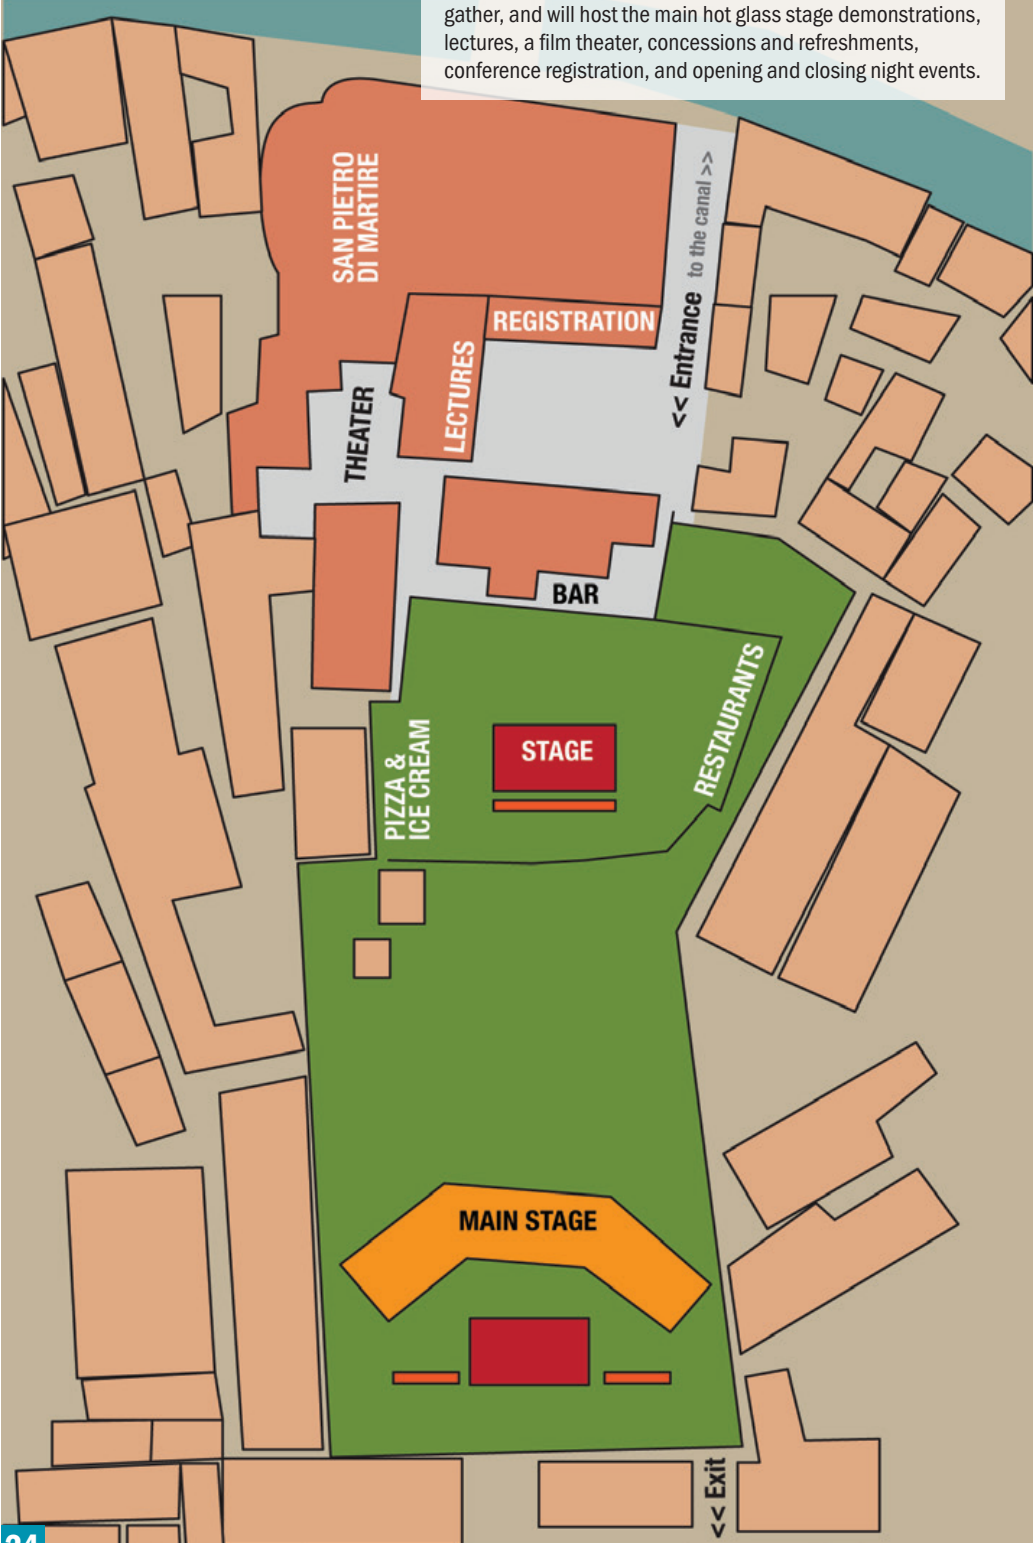 gather, and will host the main hot glass stage demonstrations,
lectures, a film theater, concessions and refreshments,
conference registration, and opening and closing night events.
SAN PIETRO
DI MARTIRE
<< Entrance to the canal >>
REGISTRATION
LECTURES
THEATER
BAR
RESTAURANTS
STAGE
PIZZA &
ICE CREAM
MAIN STAGE
<< Exit
24